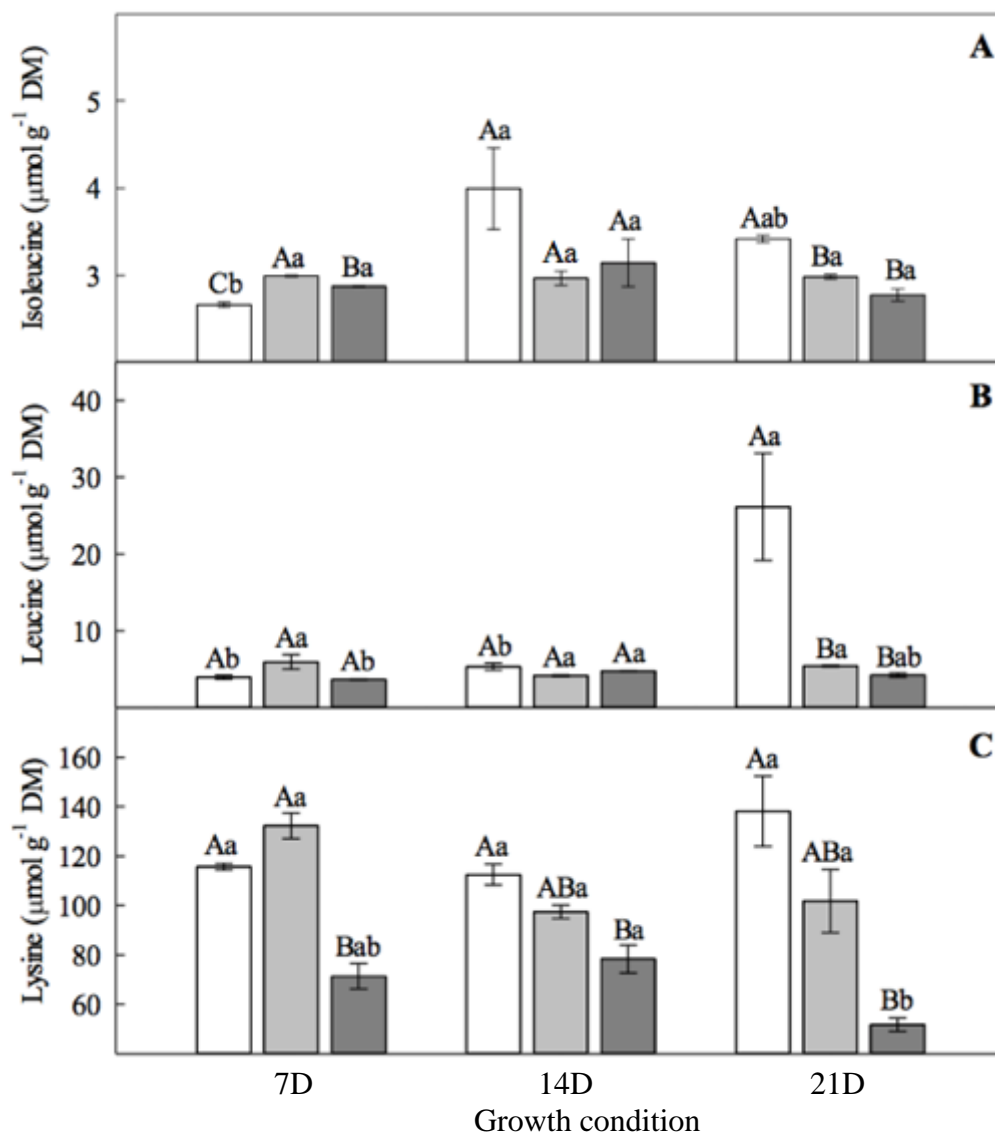 A
Isoleucine (μmol g⁻¹ DM)
5
4
3
Cb Aa Ba Aa Aa Aa Aab Ba Ba
B
Leucine (μmol g⁻¹ DM)
40
30
20
10
Ab Aa Ab Ab Aa Aa Aa Ba Bab
C
Lysine (μmol g⁻¹ DM)
160
140
120
100
80
60
Aa Aa Bab Aa ABa Ba Aa ABa Bb
7D 14D 21D
Growth condition